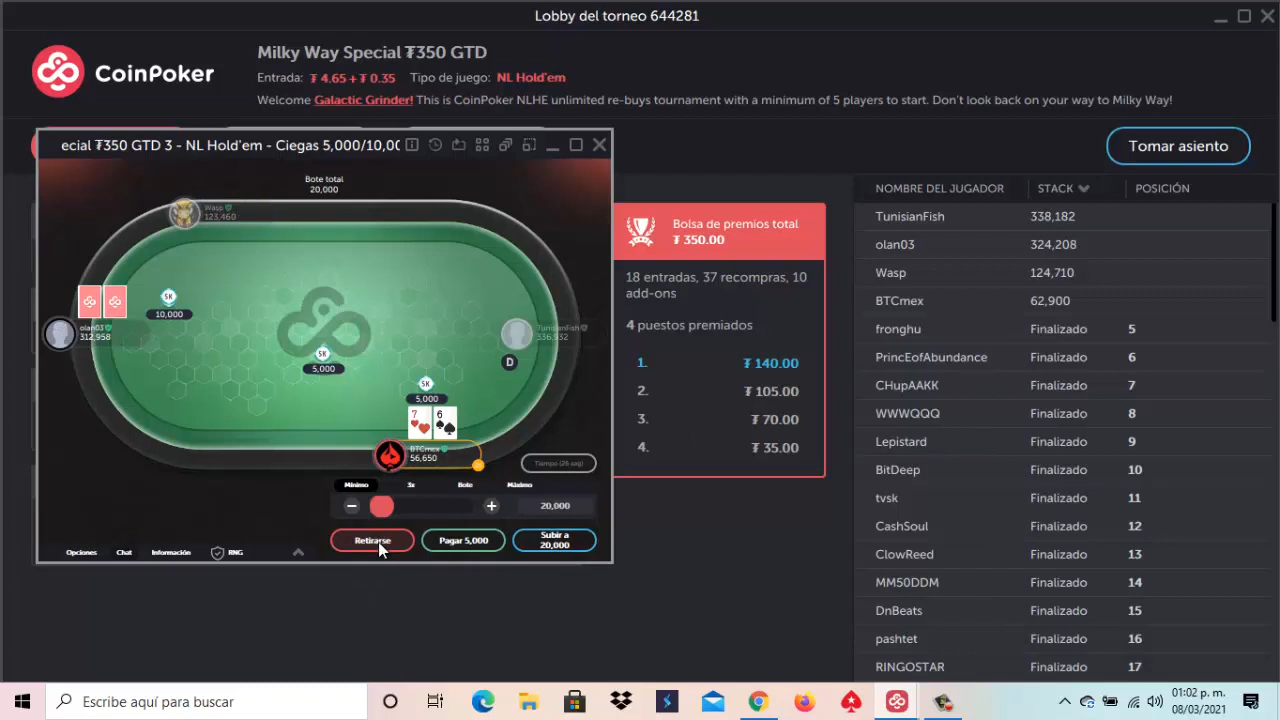 Lobby del torneo 644281
CoinPoker
Milky Way Special ₮350 GTD
Entrada: ₮ 4.65 + ₮ 0.35 Tipo de juego: NL Hold'em
Welcome Galactic Grinder! This is CoinPoker NLHE unlimited re-buys tournament with a minimum of 5 players to start. Don't look back on your way to Milky Way!
Tomar asiento
ecial ₮350 GTD 3 - NL Hold'em - Ciegas 5,000/10,00
Bote total
20,000
Wasp
123,460
5K
10,000
olan03
312,958
TunisianFish
336,932
D
5K
5,000
5K
5,000
7 6
BTCmex
56,650
Tiempo (26 seg)
Mínimo 3x Bote Máximo
20,000
Retirarse
Pagar 5,000
Subir a
20,000
Opciones Chat Información RNG
Bolsa de premios total
₮ 350.00
18 entradas, 37 recompras, 10
add-ons
4 puestos premiados
1. ₮ 140.00
2. ₮ 105.00
3. ₮ 70.00
4. ₮ 35.00
NOMBRE DEL JUGADOR STACK POSICIÓN
TunisianFish 338,182
olan03 324,208
Wasp 124,710
BTCmex 62,900
fronghu Finalizado 5
PrincEofAbundance Finalizado 6
CHupAAKK Finalizado 7
WWWQQQ Finalizado 8
Lepistard Finalizado 9
BitDeep Finalizado 10
tvsk Finalizado 11
CashSoul Finalizado 12
ClowReed Finalizado 13
MM50DDM Finalizado 14
DnBeats Finalizado 15
pashtet Finalizado 16
RINGOSTAR Finalizado 17
Escribe aquí para buscar
01:02 p. m.
08/03/2021